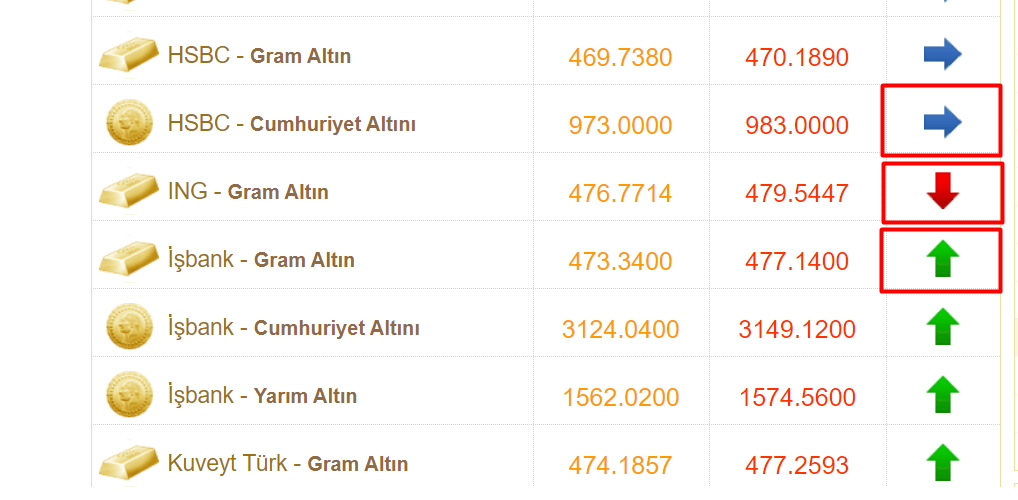 HSBC - Gram Altın 469.7380 470.1890
HSBC - Cumhuriyet Altını 973.0000 983.0000
ING - Gram Altın 476.7714 479.5447
İşbank - Gram Altın 473.3400 477.1400
İşbank - Cumhuriyet Altını 3124.0400 3149.1200
İşbank - Yarım Altın 1562.0200 1574.5600
Kuveyt Türk - Gram Altın 474.1857 477.2593